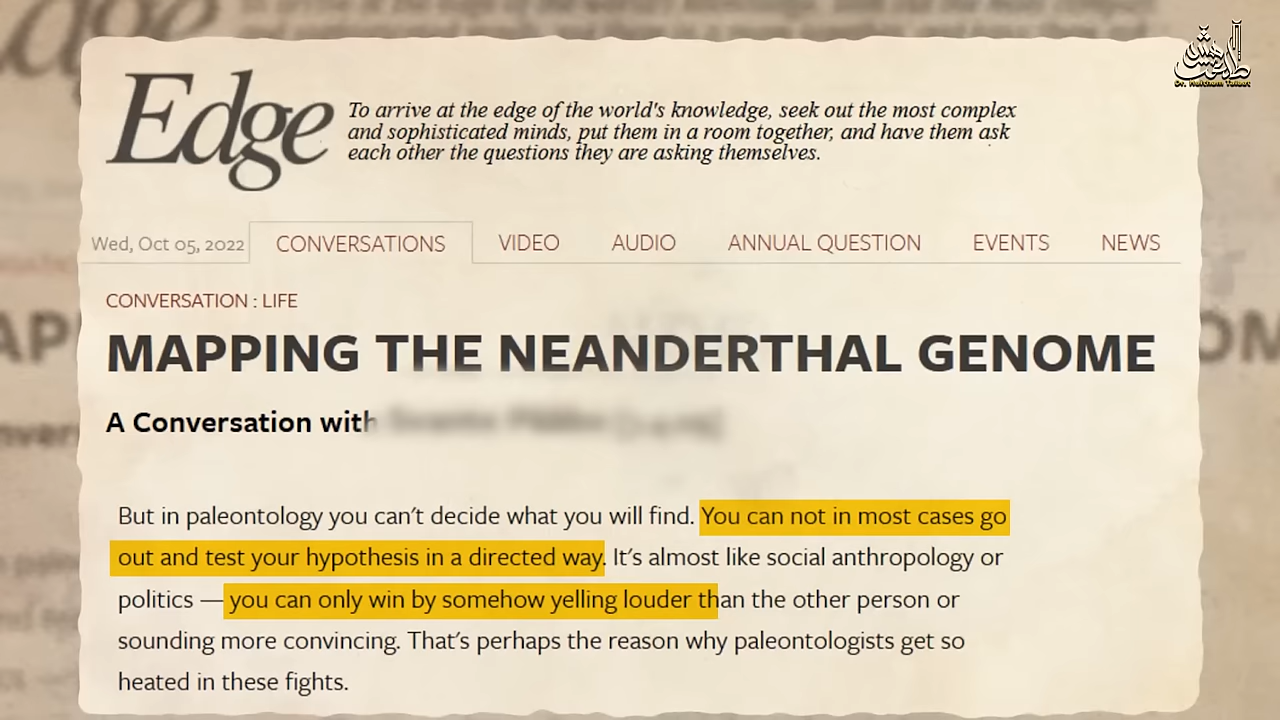 طلعت
هيثم
Dr. Haitham Talaat
Edge
To arrive at the edge of the world's knowledge, seek out the most complex
and sophisticated minds, put them in a room together, and have them ask
each other the questions they are asking themselves.
Wed, Oct 05, 2022 CONVERSATIONS VIDEO AUDIO ANNUAL QUESTION EVENTS NEWS
CONVERSATION : LIFE
MAPPING THE NEANDERTHAL GENOME
A Conversation with
But in paleontology you can't decide what you will find. You can not in most cases go
out and test your hypothesis in a directed way. It's almost like social anthropology or
politics — you can only win by somehow yelling louder than the other person or
sounding more convincing. That's perhaps the reason why paleontologists get so
heated in these fights.